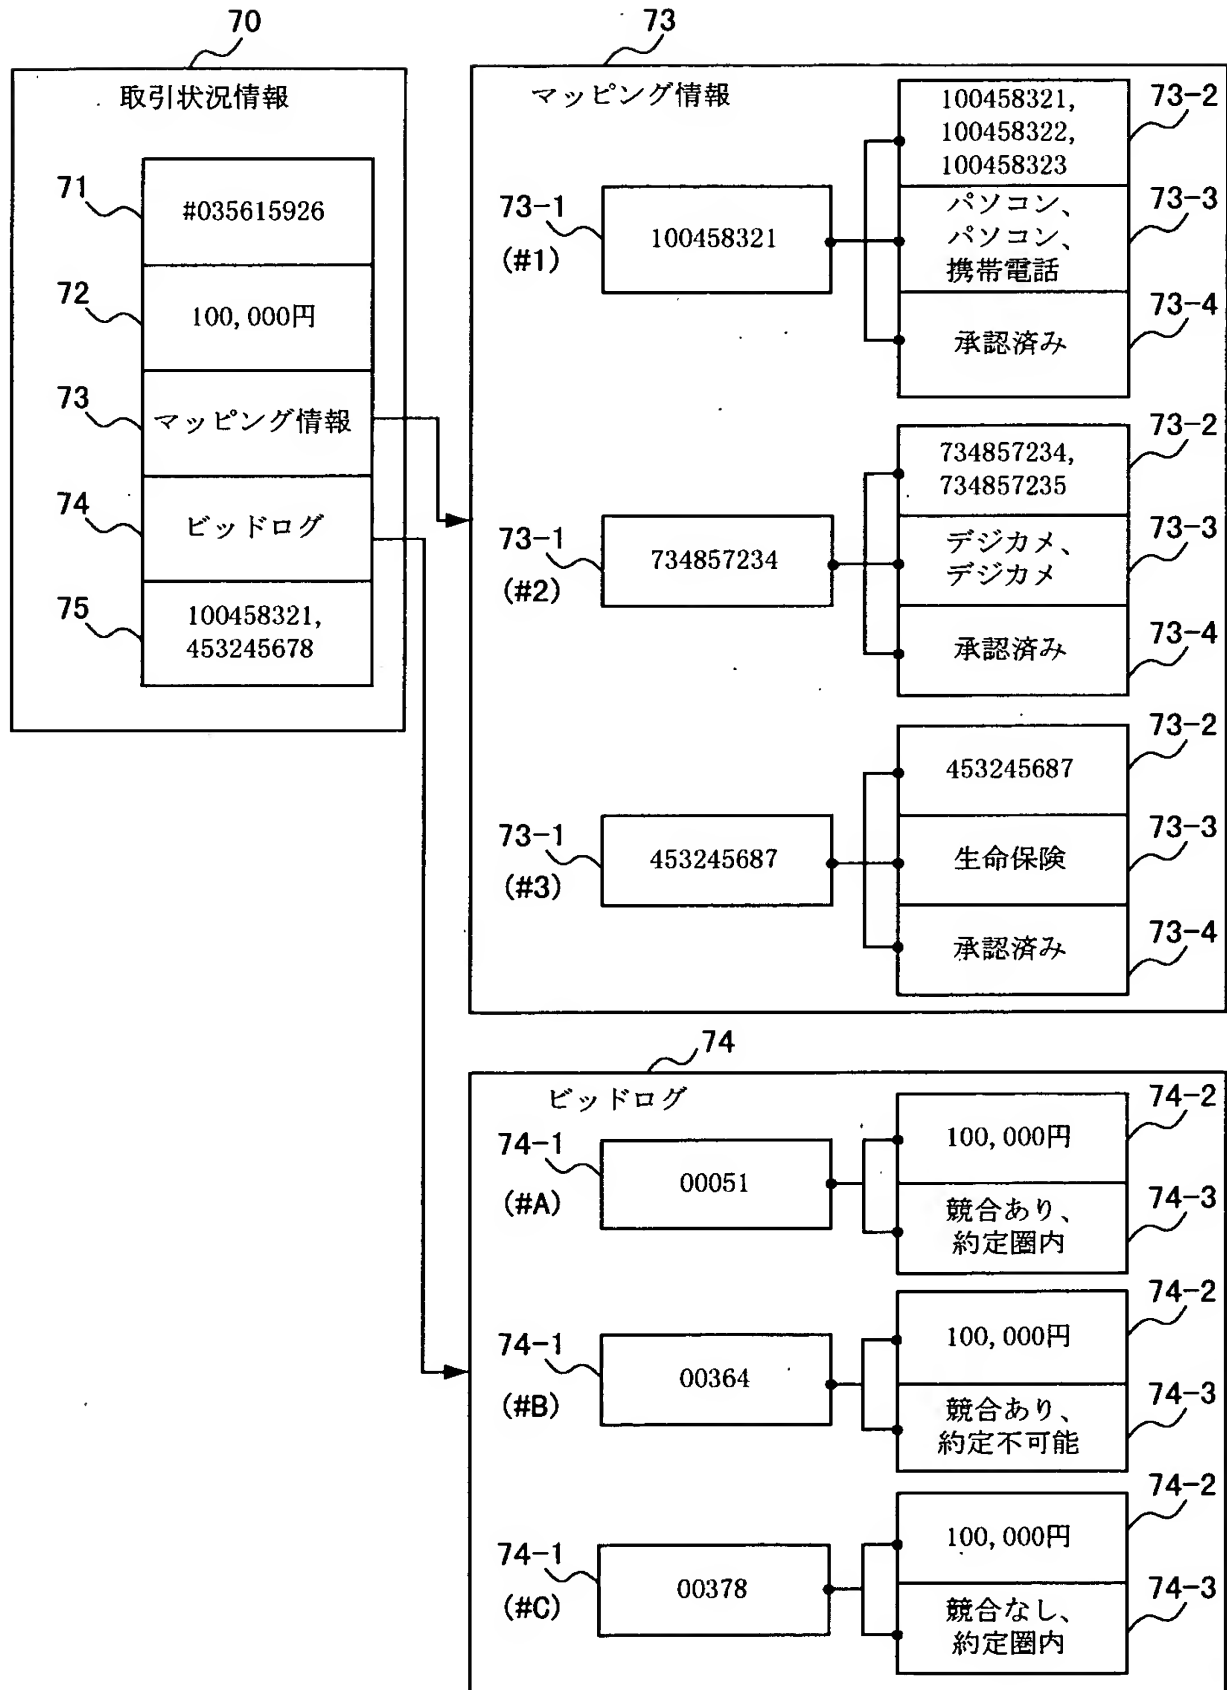 70
取引状況情報
71
#035615926
72
100,000円
73
マッピング情報
74
ビッドログ
75
100458321,
453245678
73
マッピング情報
73-1
(#1)
100458321
73-2
100458321,
100458322,
100458323
73-3
パソコン、
パソコン、
携帯電話
73-4
承認済み
73-1
(#2)
734857234
73-2
734857234,
734857235
73-3
デジカメ、
デジカメ
73-4
承認済み
73-1
(#3)
453245687
73-2
453245687
73-3
生命保険
73-4
承認済み
74
ビッドログ
74-1
(#A)
00051
74-2
100,000円
74-3
競合あり、
約定圏内
74-1
(#B)
00364
74-2
100,000円
74-3
競合あり、
約定不可能
74-1
(#C)
00378
74-2
100,000円
74-3
競合なし、
約定圏内